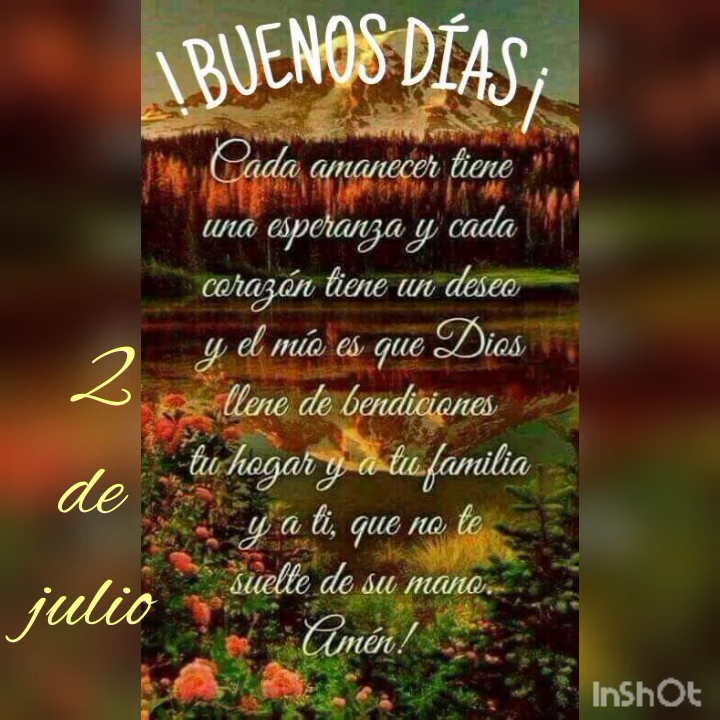 !BUENOS DÍAS¡
Cada amanecer tiene
una esperanza y cada
corazón tiene un deseo
y el mío es que Dios
llene de bendiciones
tu hogar y a tu familia
y a ti, que no te
suelte de su mano.
Amén!
2
de
julio
InShOt